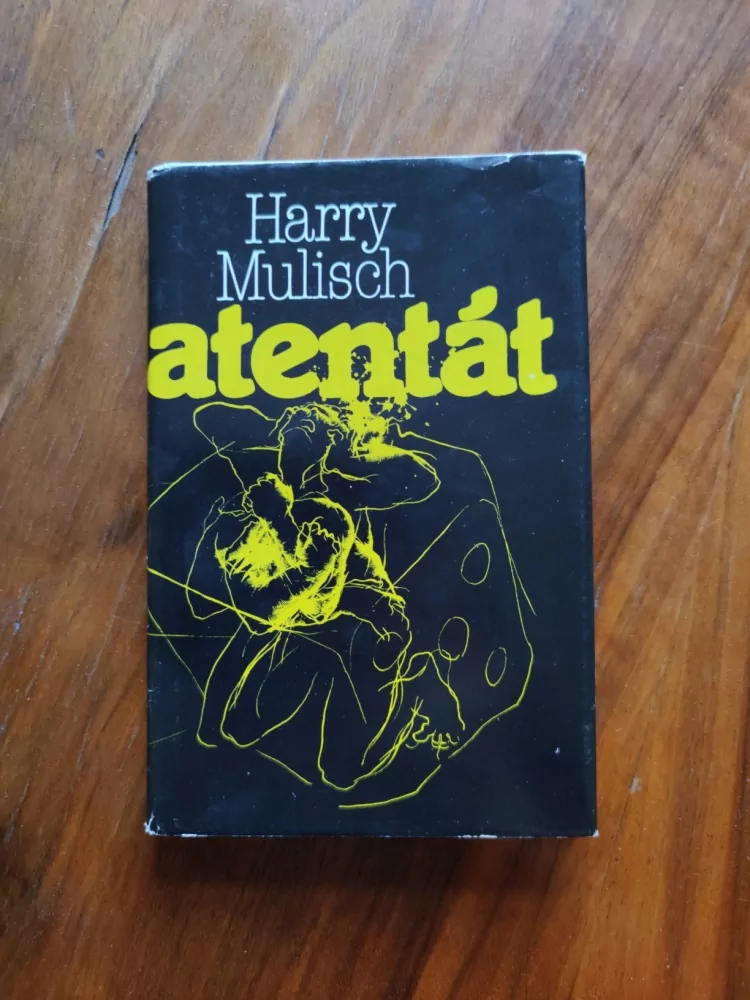 Harry
Mulisch
atentát